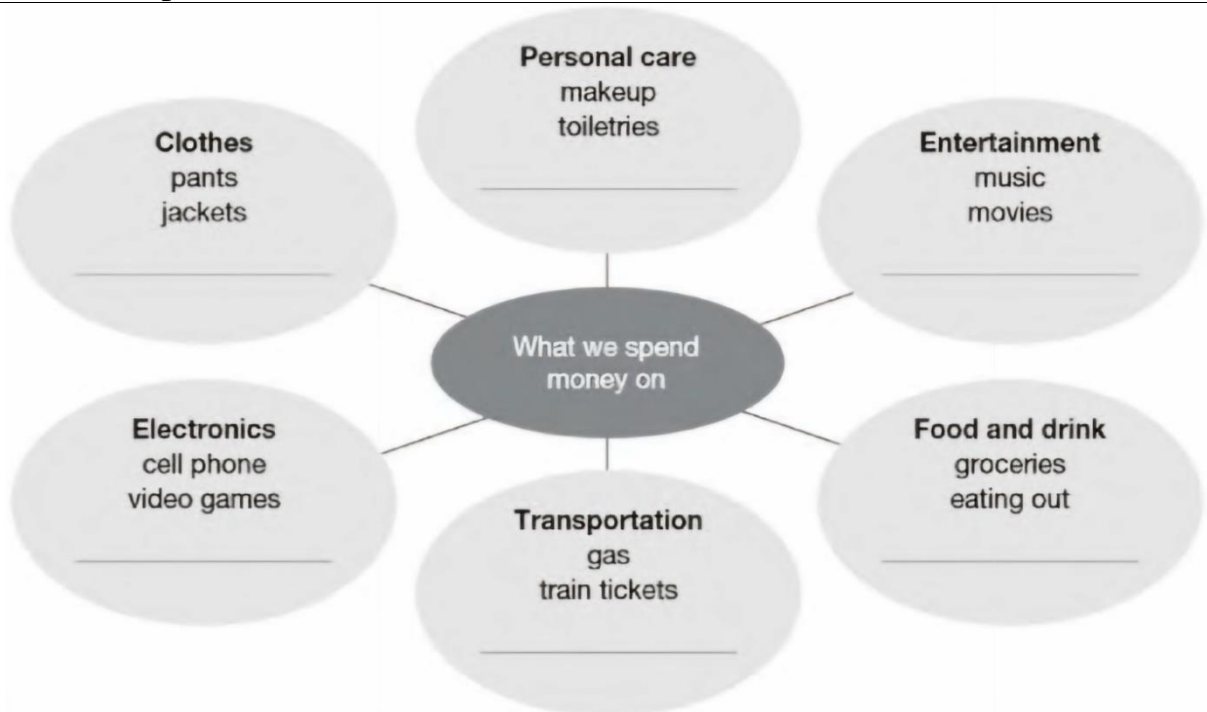 Personal care
makeup
toiletries
Clothes
pants
jackets
Entertainment
music
movies
What we spend
money on
Electronics
cell phone
video games
Food and drink
groceries
eating out
Transportation
gas
train tickets